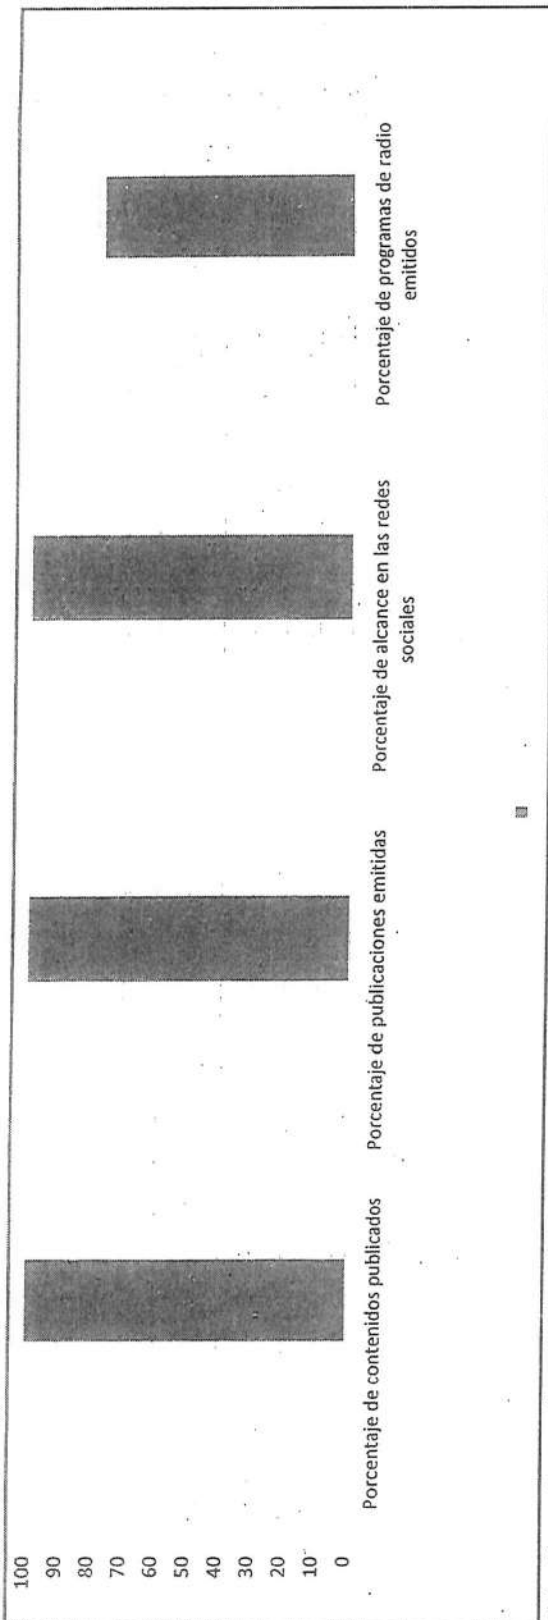 100
90
80
70
60
50
40
30
20
10
0
Porcentaje de contenidos publicados
Porcentaje de publicaciones emitidas
Porcentaje de alcance en las redes
sociales
Porcentaje de programas de radio
emitidos